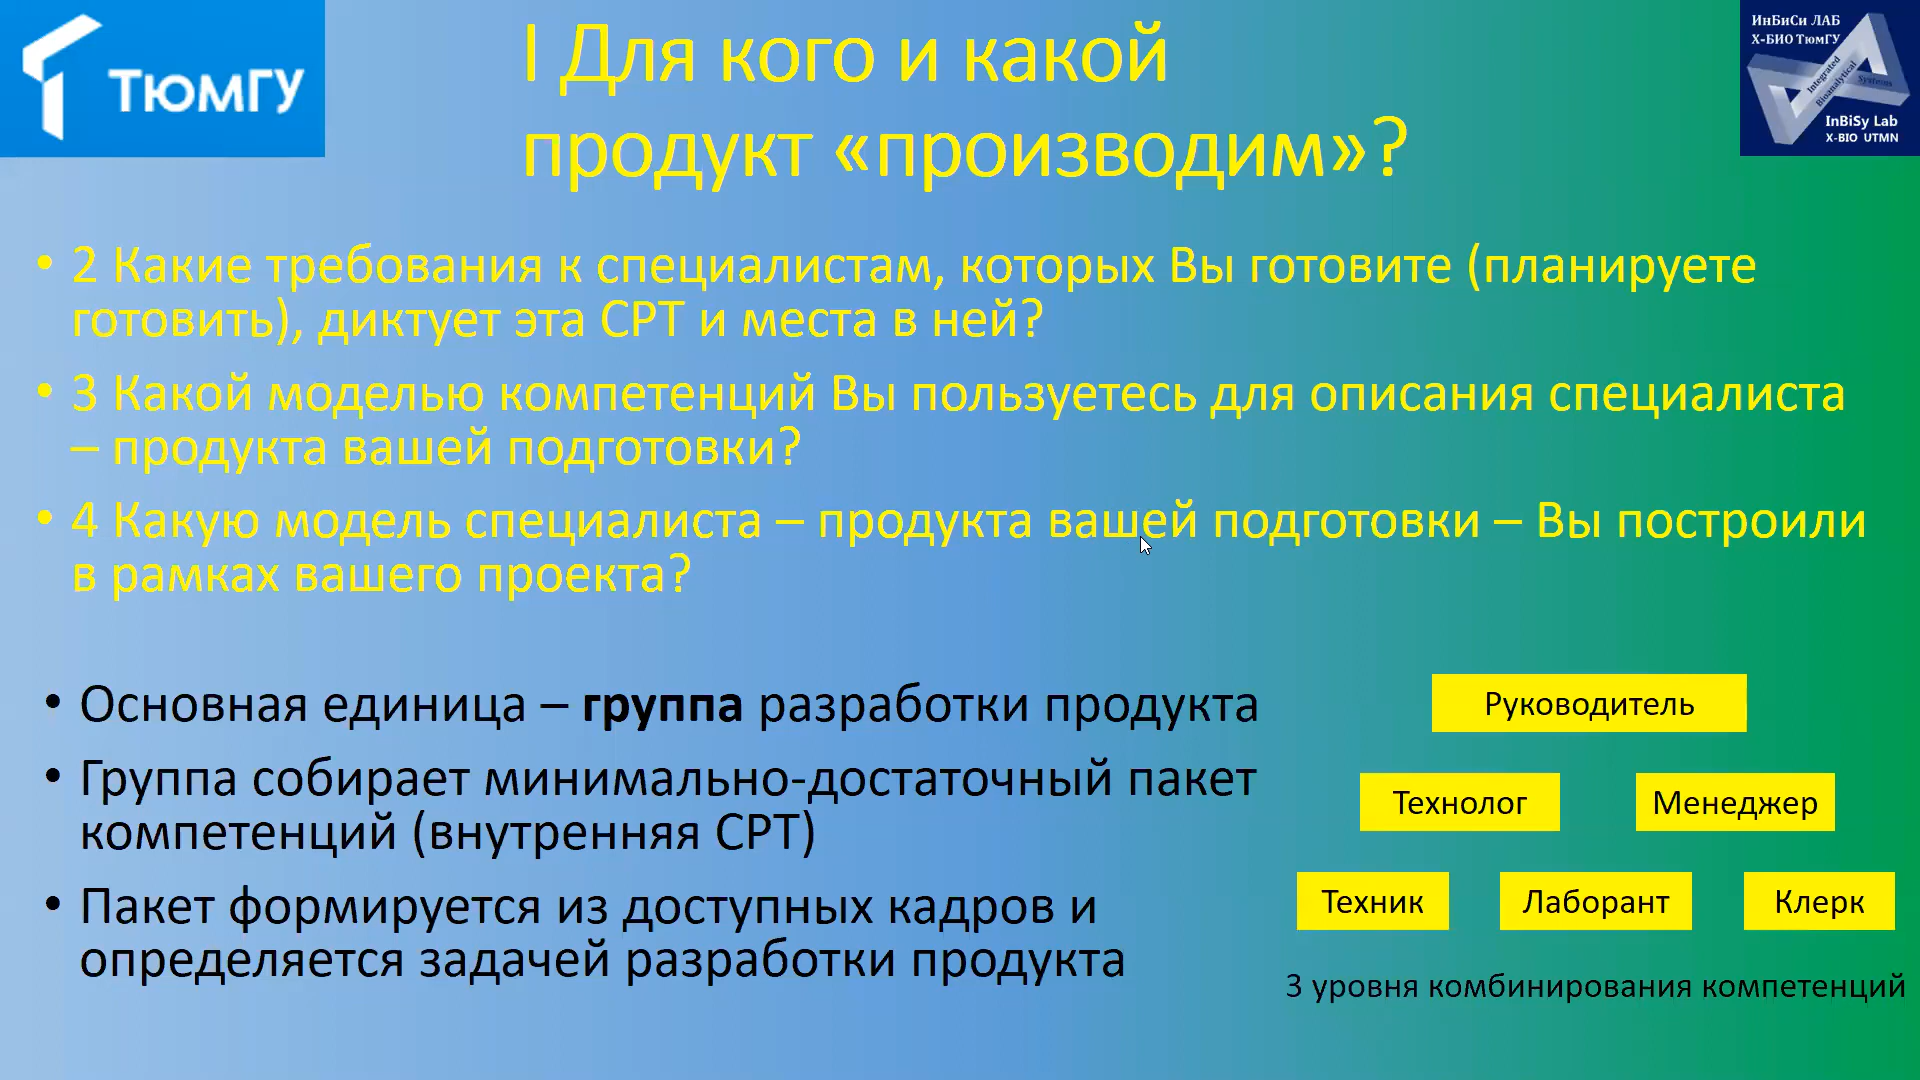 ТЮМГУ
I Для кого и какой
продукт «производим»?
ИнБиСи ЛАБ
Х-БИО ТюмГУ
Integrated
Bioanalytical
Systems
InBiSy Lab
X-BIO UTMN
• 2 Какие требования к специалистам, которых Вы готовите (планируете
готовить), диктует эта СРТ и места в ней?
• 3 Какой моделью компетенций Вы пользуетесь для описания специалиста
– продукта вашей подготовки?
• 4 Какую модель специалиста – продукта вашей подготовки – Вы построили
в рамках вашего проекта?
• Основная единица – группа разработки продукта
• Группа собирает минимально-достаточный пакет
компетенций (внутренняя СРТ)
• Пакет формируется из доступных кадров и
определяется задачей разработки продукта
Руководитель
Технолог
Менеджер
Техник
Лаборант
Клерк
3 уровня комбинирования компетенций